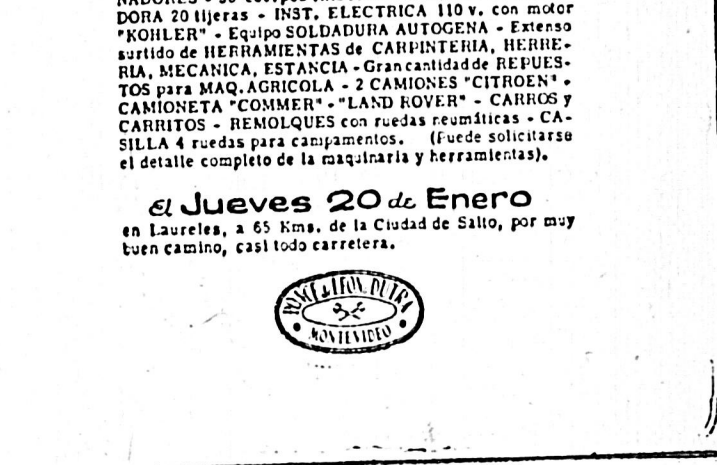 DORA 20 tijeras - INST. ELECTRICA 110 v. con motor
"KOHLER" - Equipo SOLDADURA AUTOGENA - Extenso
surtido de HERRAMIENTAS de CARPINTERIA, HERRE-
RIA, MECANICA, ESTANCIA - Gran cantidad de REPUES-
TOS para MAQ. AGRICOLA - 2 CAMIONES "CITROEN" -
CAMIONETA "COMMER" - "LAND ROVER" - CARROS y
CARRITOS - REMOLQUES con ruedas neumáticas - CA-
SILLA 4 ruedas para campamentos. (Puede solicitarse
el detalle completo de la maquinaria y herramientas).
El Jueves 20 de Enero
en Laureles, a 65 Kms. de la Ciudad de Salto, por muy
buen camino, casi todo carretera.
PONCE de LEON, DUTRA
MONTEVIDEO